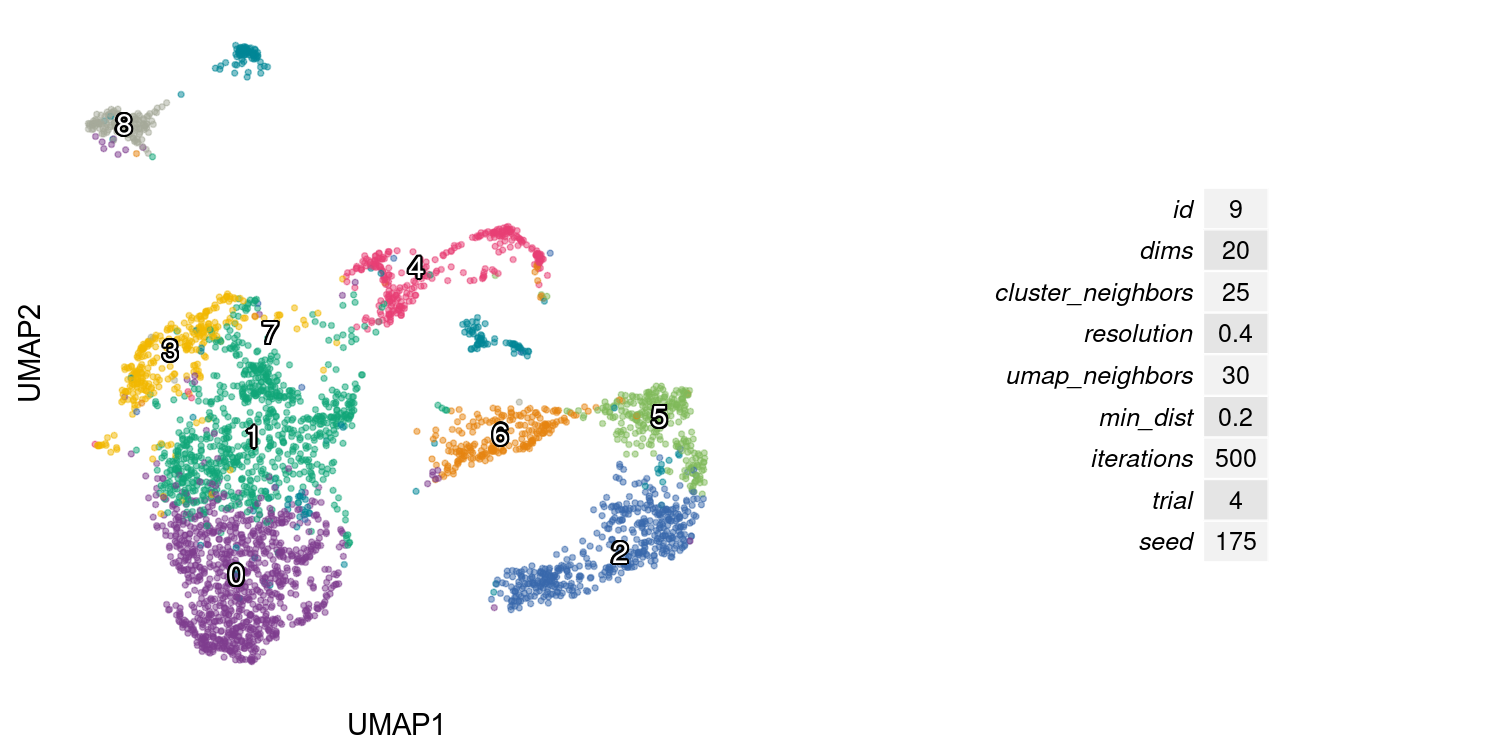 8
4
7
3
5
1
6
2
0
UMAP2
UMAP1
id 9
dims 20
cluster_neighbors 25
resolution 0.4
umap_neighbors 30
min_dist 0.2
iterations 500
trial 4
seed 175